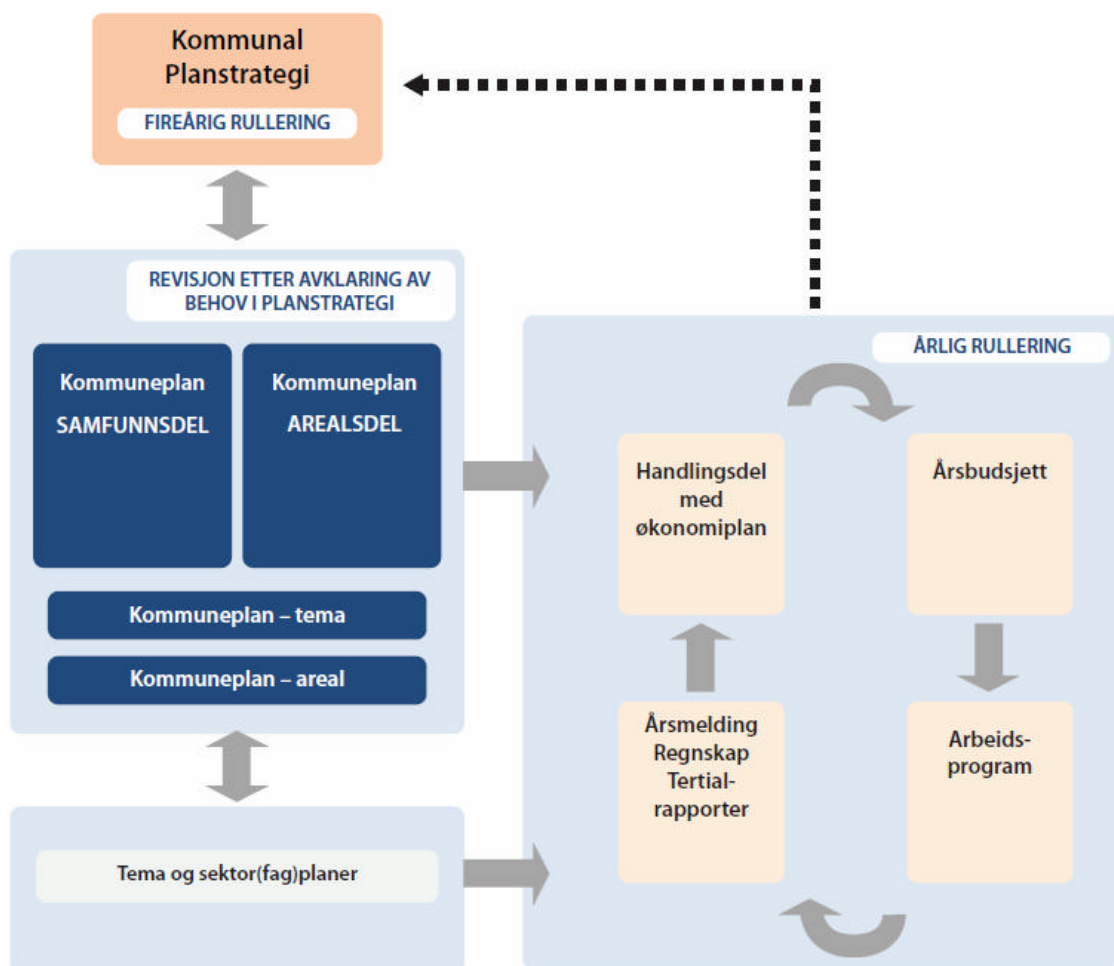 Kommunal
Planstrategi
FIREÅRIG RULLERING
REVISJON ETTER AVKLARING AV
BEHOV I PLANSTRATEGI
Kommuneplan
SAMFUNNSDEL
Kommuneplan
AREALSDEL
Kommuneplan – tema
Kommuneplan – areal
Tema og sektor(fag)planer
ÅRLIG RULLERING
Handlingsdel
med
økonomiplan
Årsbudsjett
Årsmelding
Regnskap
Tertial-
rapporter
Arbeids-
program